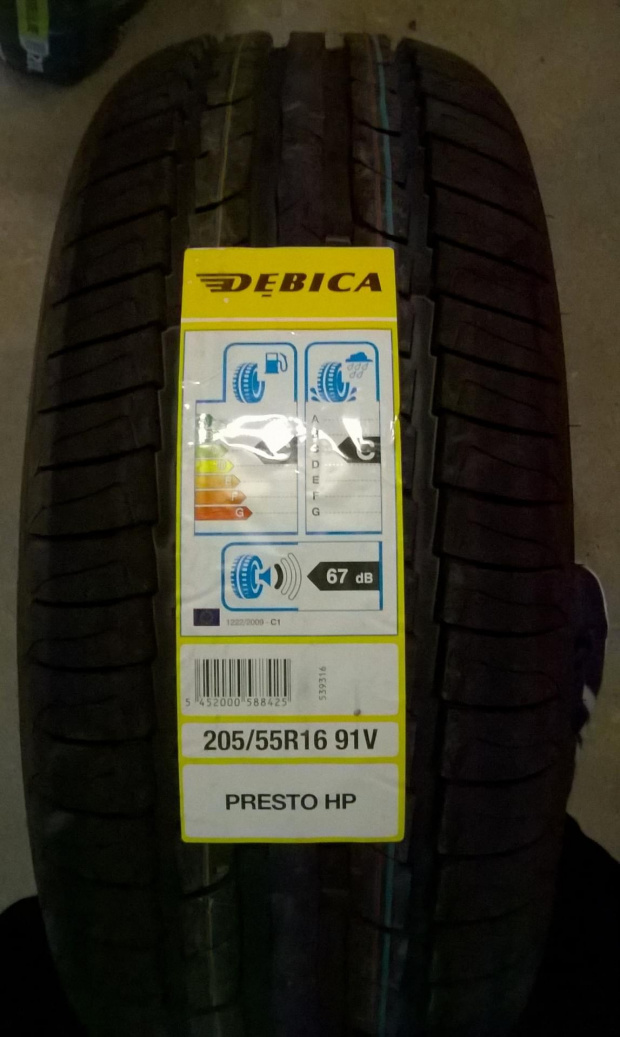 DĘBICA
A
C
D
E
F
G
C
F
G
67 dB
1222/2009 - C1
5 452000 588425
539316
205/55R16 91V
PRESTO HP